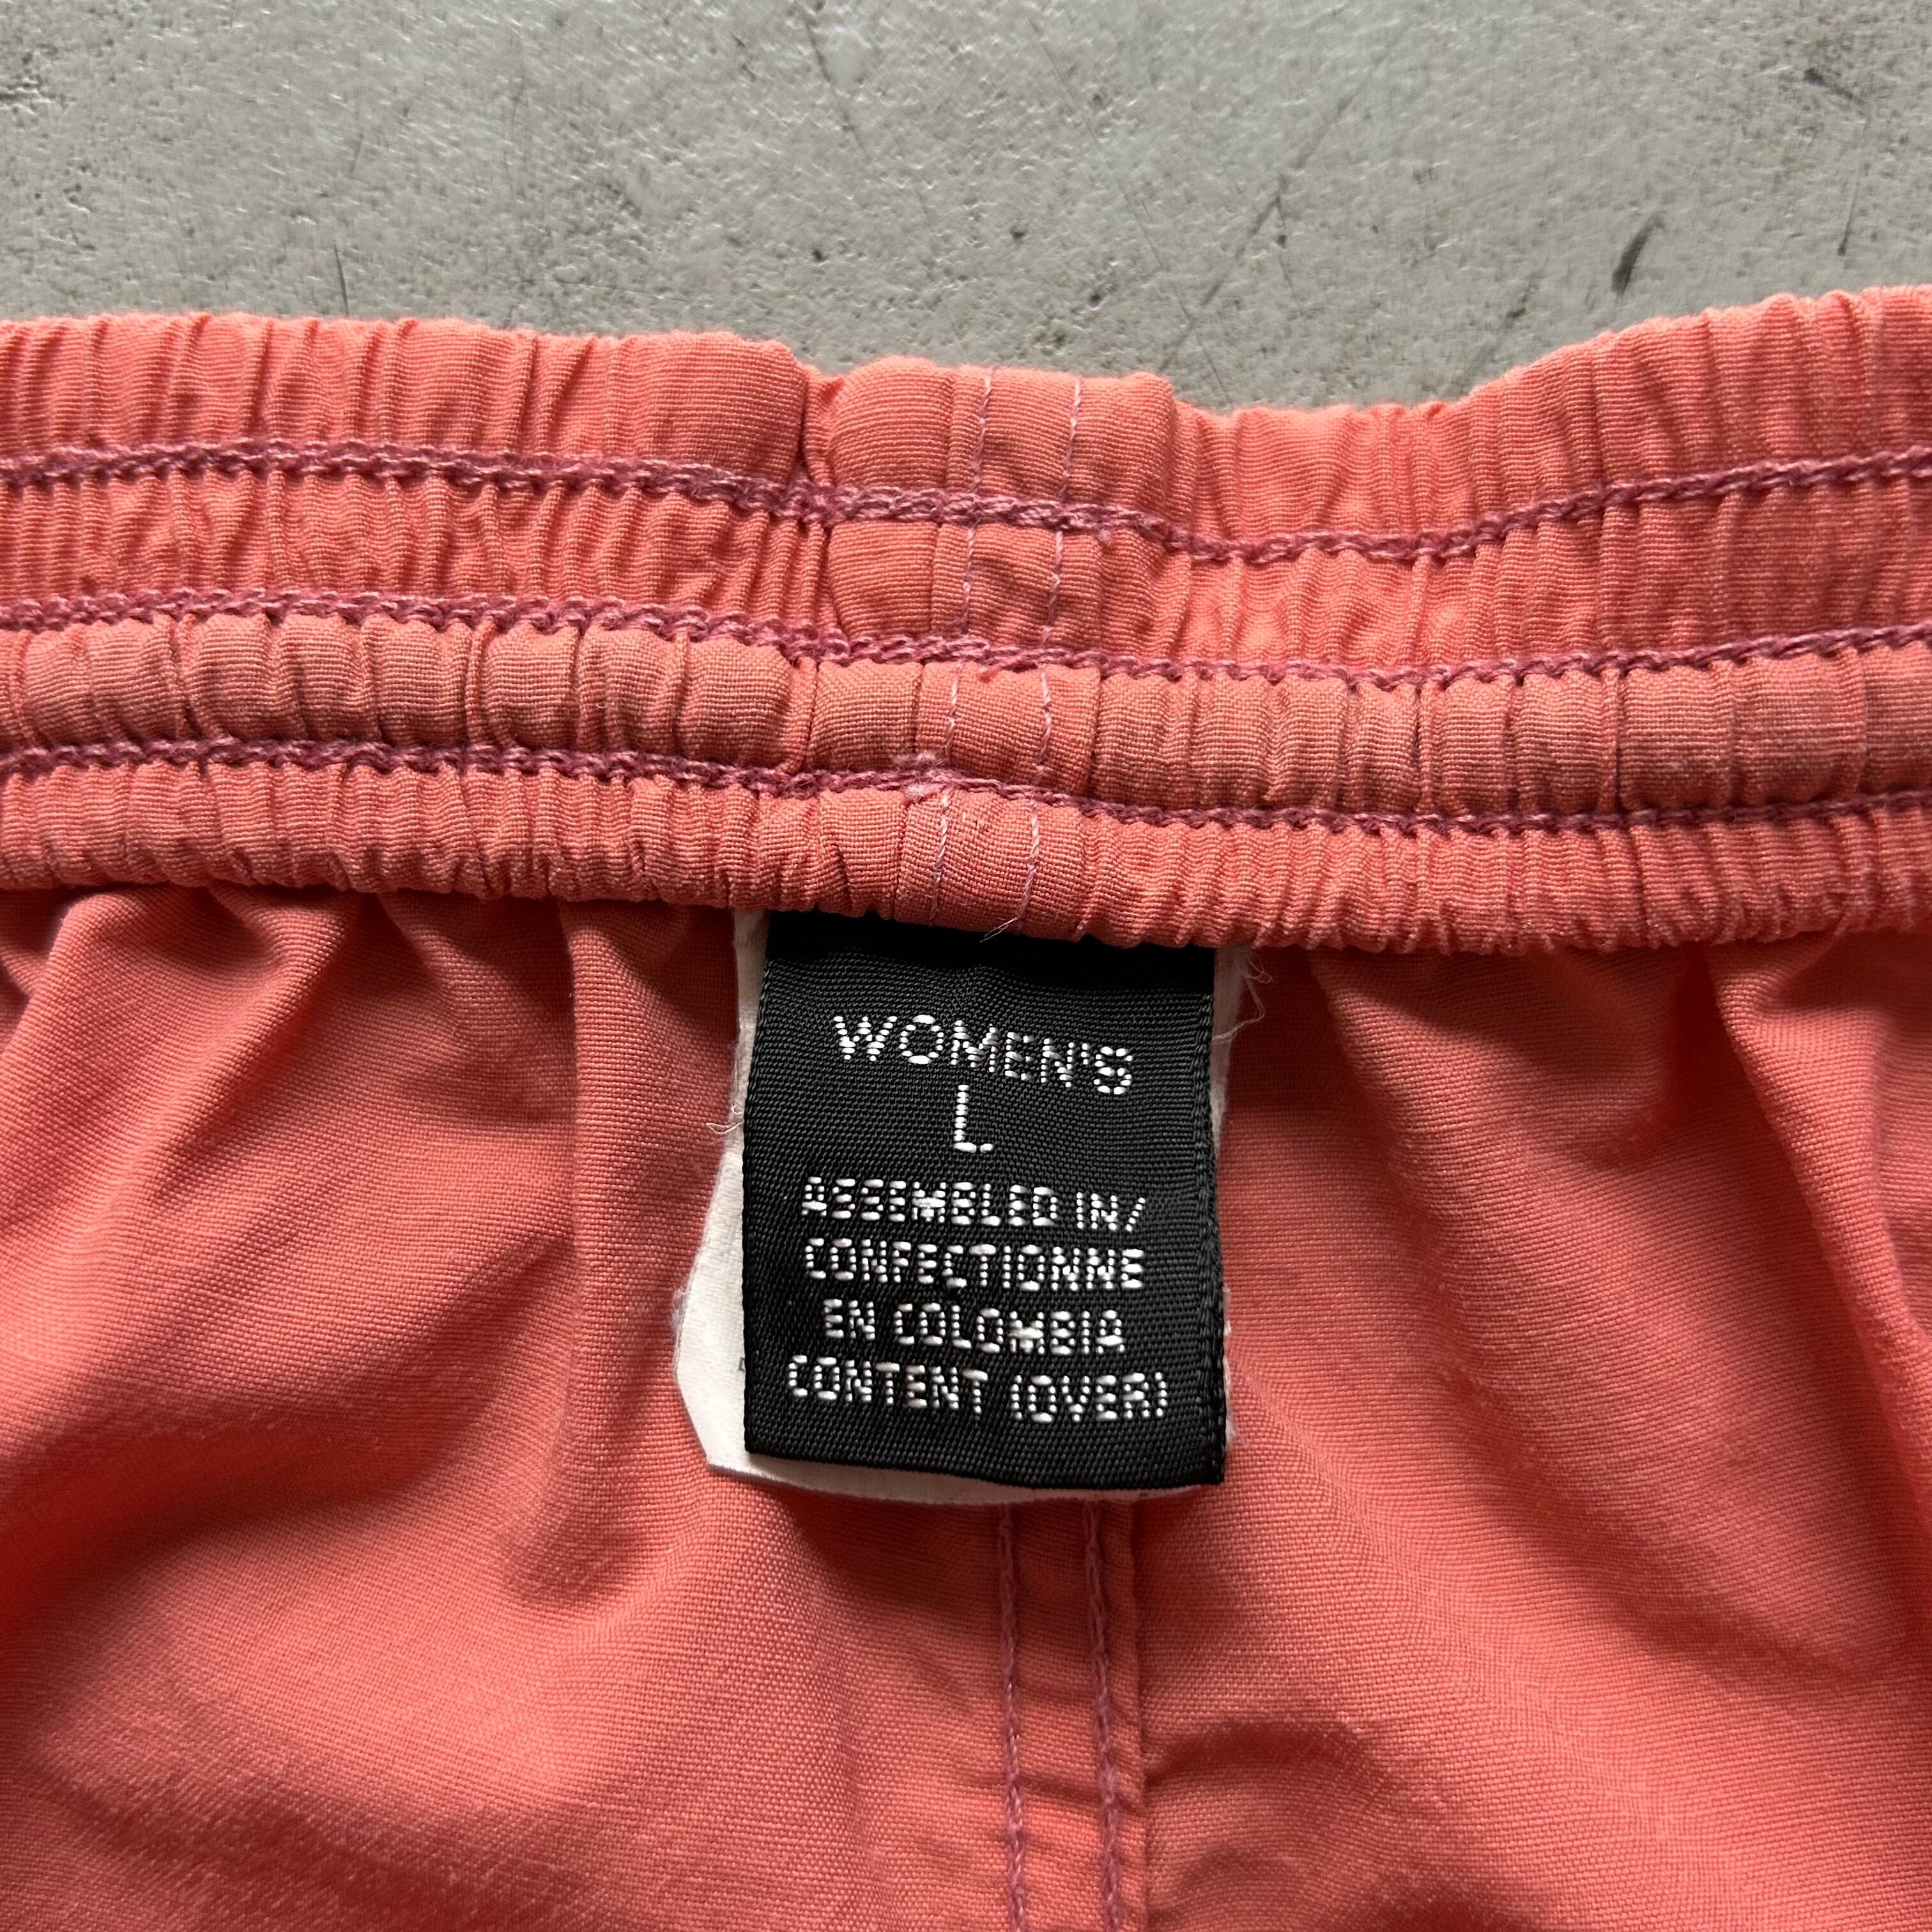 WOMEN'S
L
ASSEMBLED IN/
CONFECTIONNE
EN COLOMBIA
CONTENT (OVER)